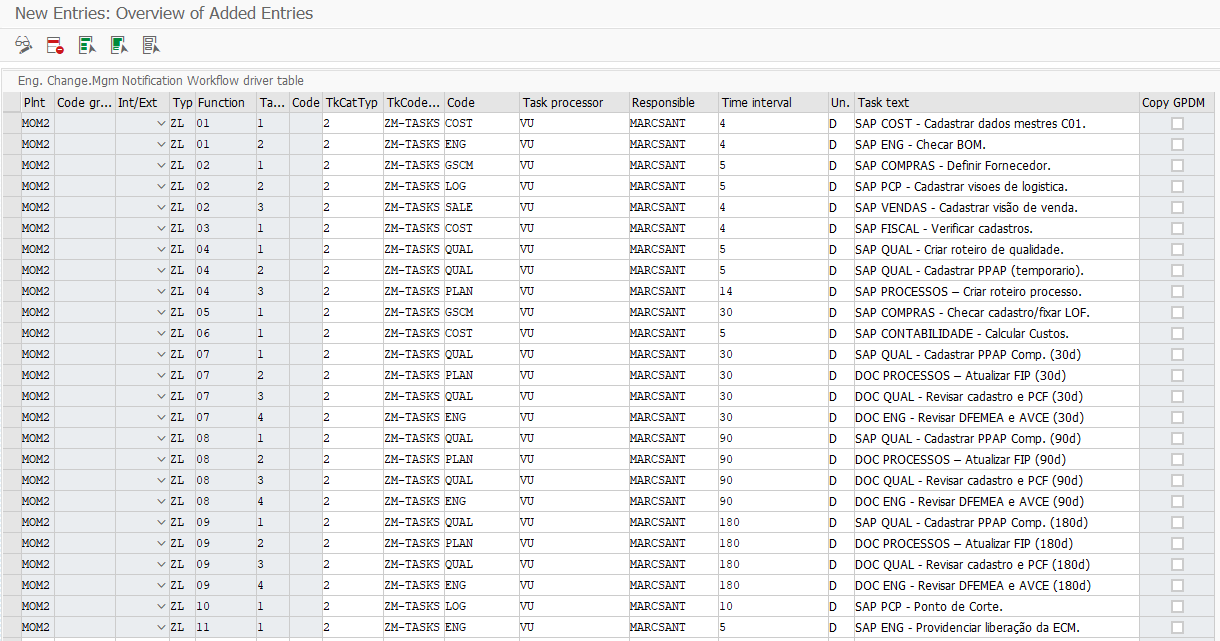 New Entries: Overview of Added Entries
Eng. Change.Mgm Notification Workflow driver table
Plnt Code gr... Int/Ext Typ Function Ta... Code TkCatTyp TkCode... Code Task processor Responsible Time interval Un. Task text Copy GPDM
MOM2 ZL 01 1 2 ZM-TASKS COST VU MARCSANT 4 D SAP COST - Cadastrar dados mestres C01.
MOM2 ZL 01 2 2 ZM-TASKS ENG VU MARCSANT 4 D SAP ENG - Checar BOM.
MOM2 ZL 02 1 2 ZM-TASKS GSCM VU MARCSANT 5 D SAP COMPRAS - Definir Fornecedor.
MOM2 ZL 02 2 2 ZM-TASKS LOG VU MARCSANT 5 D SAP PCP - Cadastrar visoes de logistica.
MOM2 ZL 02 3 2 ZM-TASKS SALE VU MARCSANT 4 D SAP VENDAS - Cadastrar visão de venda.
MOM2 ZL 03 1 2 ZM-TASKS COST VU MARCSANT 4 D SAP FISCAL - Verificar cadastros.
MOM2 ZL 04 1 2 ZM-TASKS QUAL VU MARCSANT 5 D SAP QUAL - Criar roteiro de qualidade.
MOM2 ZL 04 2 2 ZM-TASKS QUAL VU MARCSANT 5 D SAP QUAL - Cadastrar PPAP (temporario).
MOM2 ZL 04 3 2 ZM-TASKS PLAN VU MARCSANT 14 D SAP PROCESSOS – Criar roteiro processo.
MOM2 ZL 05 1 2 ZM-TASKS GSCM VU MARCSANT 30 D SAP COMPRAS - Checar cadastro/fixar LOF.
MOM2 ZL 06 1 2 ZM-TASKS COST VU MARCSANT 5 D SAP CONTABILIDADE - Calcular Custos.
MOM2 ZL 07 1 2 ZM-TASKS QUAL VU MARCSANT 30 D SAP QUAL - Cadastrar PPAP Comp. (30d)
MOM2 ZL 07 2 2 ZM-TASKS PLAN VU MARCSANT 30 D DOC PROCESSOS – Atualizar FIP (30d)
MOM2 ZL 07 3 2 ZM-TASKS QUAL VU MARCSANT 30 D DOC QUAL - Revisar cadastro e PCF (30d)
MOM2 ZL 07 4 2 ZM-TASKS ENG VU MARCSANT 30 D DOC ENG - Revisar DFEMEA e AVCE (30d)
MOM2 ZL 08 1 2 ZM-TASKS QUAL VU MARCSANT 90 D SAP QUAL - Cadastrar PPAP Comp. (90d)
MOM2 ZL 08 2 2 ZM-TASKS PLAN VU MARCSANT 90 D DOC PROCESSOS – Atualizar FIP (90d)
MOM2 ZL 08 3 2 ZM-TASKS QUAL VU MARCSANT 90 D DOC QUAL - Revisar cadastro e PCF (90d)
MOM2 ZL 08 4 2 ZM-TASKS ENG VU MARCSANT 90 D DOC ENG - Revisar DFEMEA e AVCE (90d)
MOM2 ZL 09 1 2 ZM-TASKS QUAL VU MARCSANT 180 D SAP QUAL - Cadastrar PPAP Comp. (180d)
MOM2 ZL 09 2 2 ZM-TASKS PLAN VU MARCSANT 180 D DOC PROCESSOS – Atualizar FIP (180d)
MOM2 ZL 09 3 2 ZM-TASKS QUAL VU MARCSANT 180 D DOC QUAL - Revisar cadastro e PCF (180d)
MOM2 ZL 09 4 2 ZM-TASKS ENG VU MARCSANT 180 D DOC ENG - Revisar DFEMEA e AVCE (180d)
MOM2 ZL 10 1 2 ZM-TASKS LOG VU MARCSANT 10 D SAP PCP - Ponto de Corte.
MOM2 ZL 11 1 2 ZM-TASKS ENG VU MARCSANT 5 D SAP ENG - Providenciar liberação da ECM.